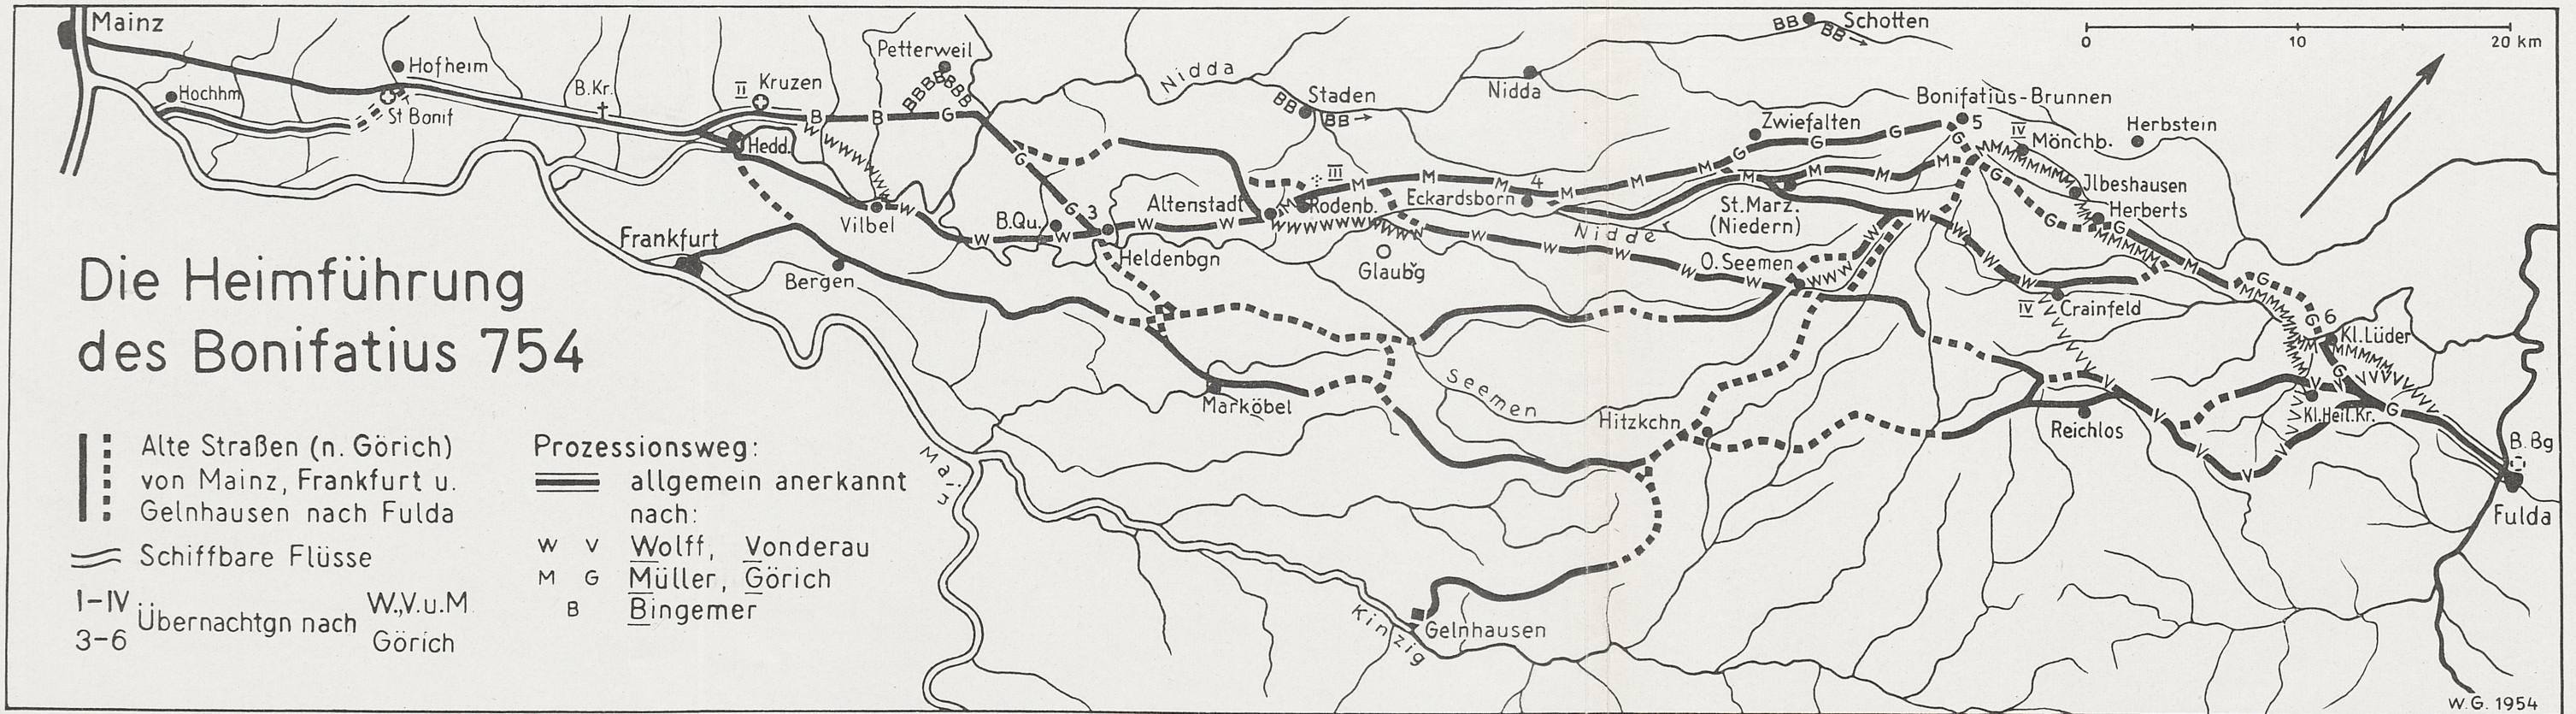 Mainz
Hochhm
Hofheim
St Bonif
B.Kr.
II
Kruzen
Hedd.
Petterweil
Vilbel
Frankfurt
Bergen
B.Qu.
3
Heldenbgn
Altenstadt
Nidda
Staden
III
Rodenb.
Glaubg
Eckardsborn
4
Nidda
Nidder
Schotten
Zwiefalten
St. Marz.
(Niedern)
O. Seemen
Bonifatius-Brunnen
5
IV
Mönchb.
Herbstein
Jlbeshausen
Herberts
IV
Crainfeld
6
Kl. Lüder
Kl. Heil. Kr.
B.Bg
Fulda
Reichlos
Hitzkchn
Seemen
Marköbel
Main
Kinzig
Gelnhausen
0 10 20 km
Die Heimführung
des Bonifatius 754
Alte Straßen (n. Görich)
von Mainz, Frankfurt u.
Gelnhausen nach Fulda
Schiffbare Flüsse
I-IV Übernachtgn nach W.,V.u.M.
3-6 Görich
Prozessionsweg:
allgemein anerkannt
nach:
W V Wolff, Vonderau
M G Müller, Görich
B Bingemer
W.G. 1954